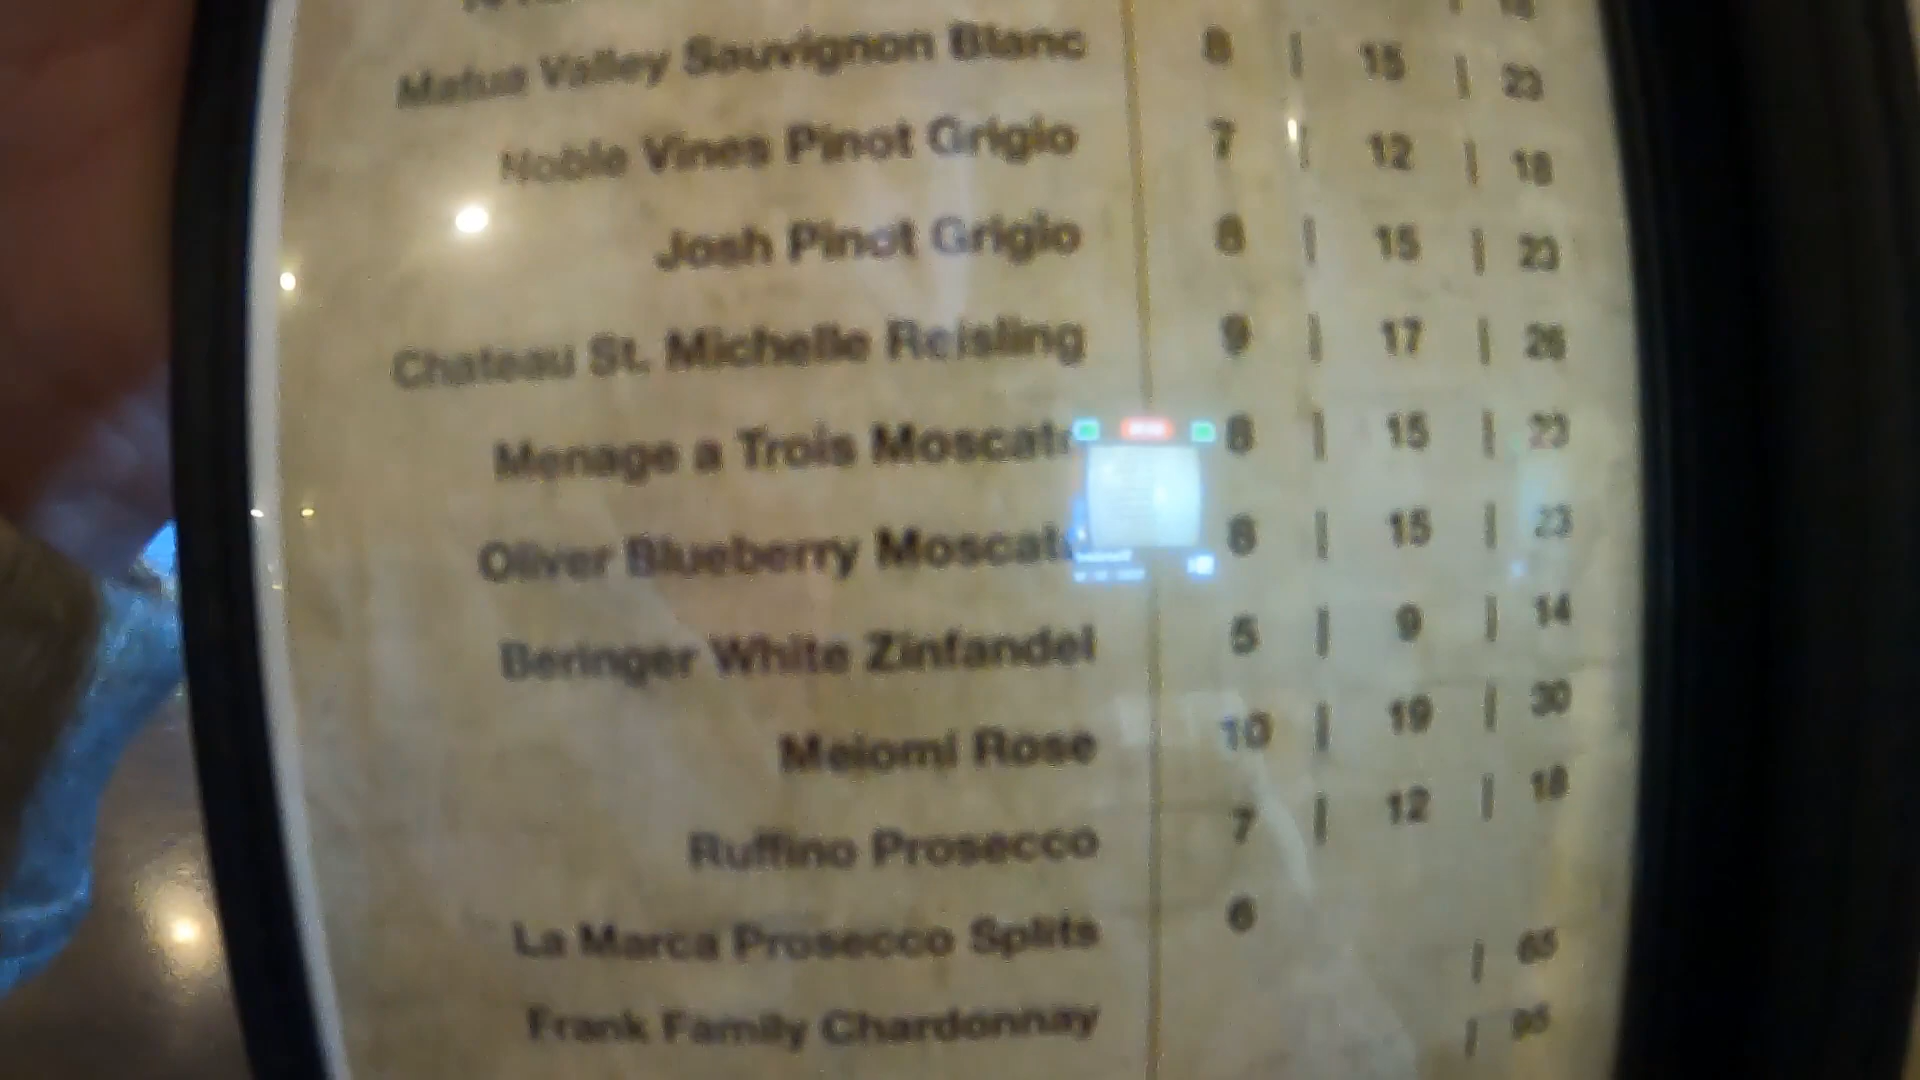 Matua Valley Sauvignon Blanc 8 | 15 | 23
Noble Vines Pinot Grigio 7 | 12 | 18
Josh Pinot Grigio 8 | 15 | 23
Chateau St. Michelle Reisling 9 | 17 | 26
Menage a Trois Moscato 8 | 15 | 23
Oliver Blueberry Moscato 8 | 15 | 23
Beringer White Zinfandel 5 | 9 | 14
Meiomi Rose 10 | 19 | 30
Ruffino Prosecco 7 | 12 | 18
La Marca Prosecco Splits 6
Frank Family Chardonnay | 65
| 95